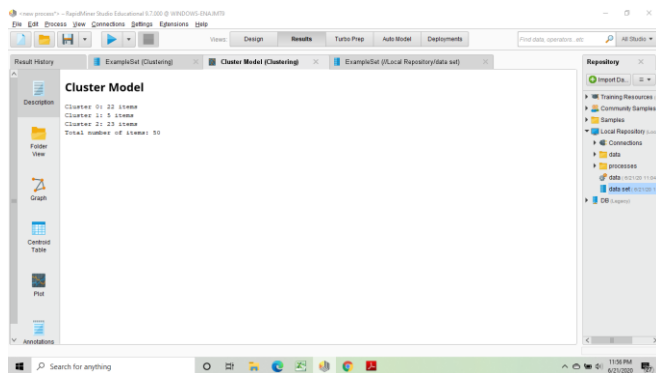 <new process*> – RapidMiner Studio Educational 9.7.000 @ WINDOWS-
File Edit Process View Connections Settings Extensions Help
Views: Design Results Turbo Prep Auto Model Deployments
Find data, operators...etc
All Studio
Result History
ExampleSet (Clustering)
Cluster Model (Clustering)
ExampleSet (//Local Repository/data set)
Description
Folder View
Graph
Centroid Table
Plot
Annotations
Cluster Model
Cluster 0: 22 items
Cluster 1: 5 items
Cluster 2: 23 items
Total number of items: 50
Repository
Import Da...
Training Resources
Community Samples
Samples
Local Repository
Connections
data
processes
data
data set
DB (Legacy)
Search for anything
11:56 PM
6/21/2020